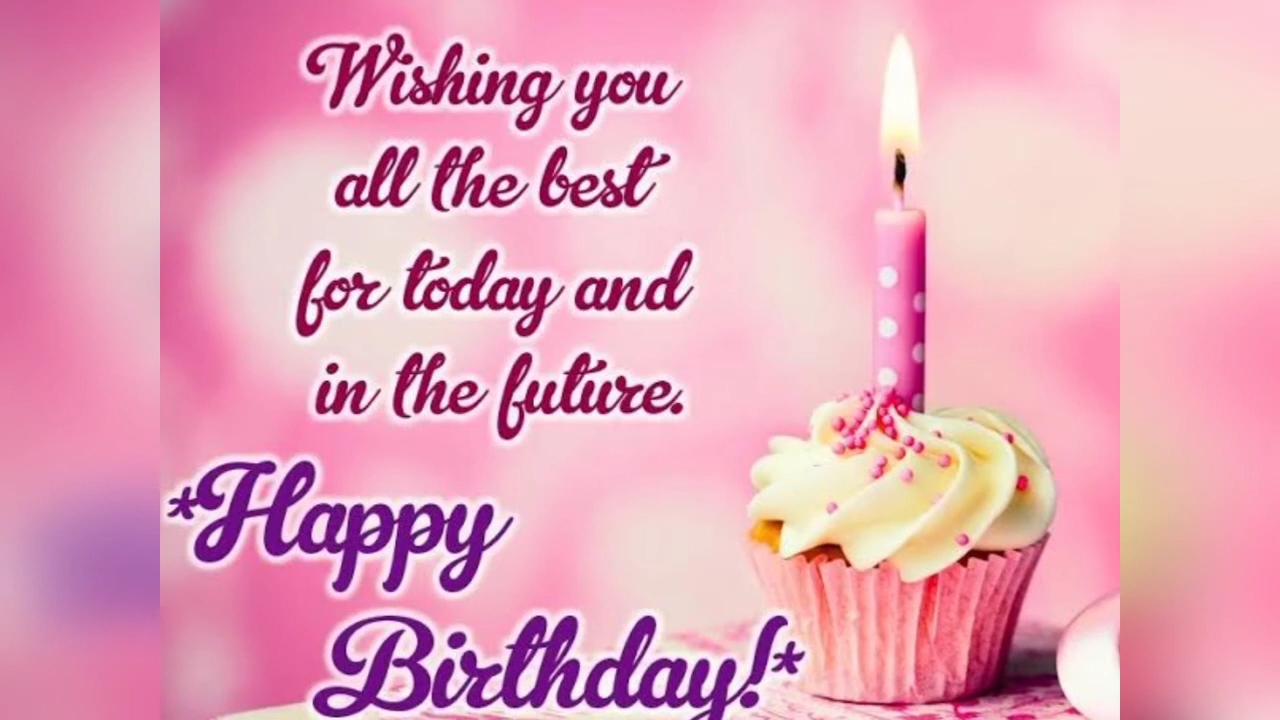 Wishing you
all the best
for today and
in the future.
*Happy
Birthday!*